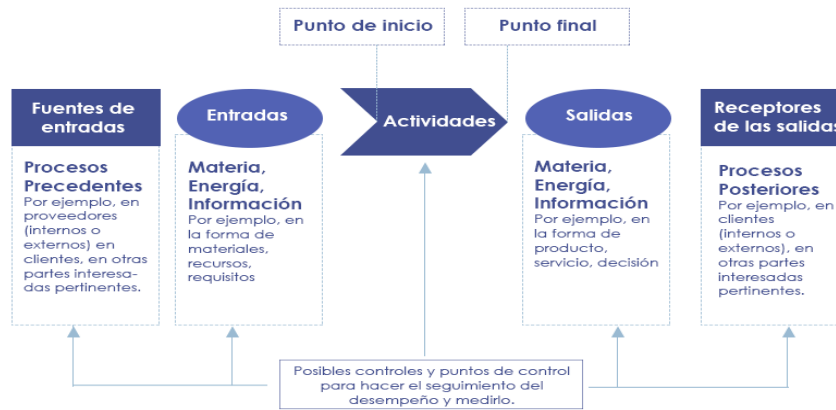 Punto de inicio
Punto final
Fuentes de
entradas
Entradas
Actividades
Salidas
Receptores
de las salidas
Procesos
Precedentes
Por ejemplo, en
proveedores
(internos o
externos) en
clientes, en otras
partes interesa-
das pertinentes.
Materia,
Energía,
Información
Por ejemplo, en
la forma de
materiales,
recursos,
requisitos
Materia,
Energía,
Información
Por ejemplo, en
la forma de
producto,
servicio, decisión
Procesos
Posteriores
Por ejemplo, en
clientes
(internos o
externos), en
otras partes
interesadas
pertinentes.
Posibles controles y puntos de control
para hacer el seguimiento del
desempeño y medirlo.